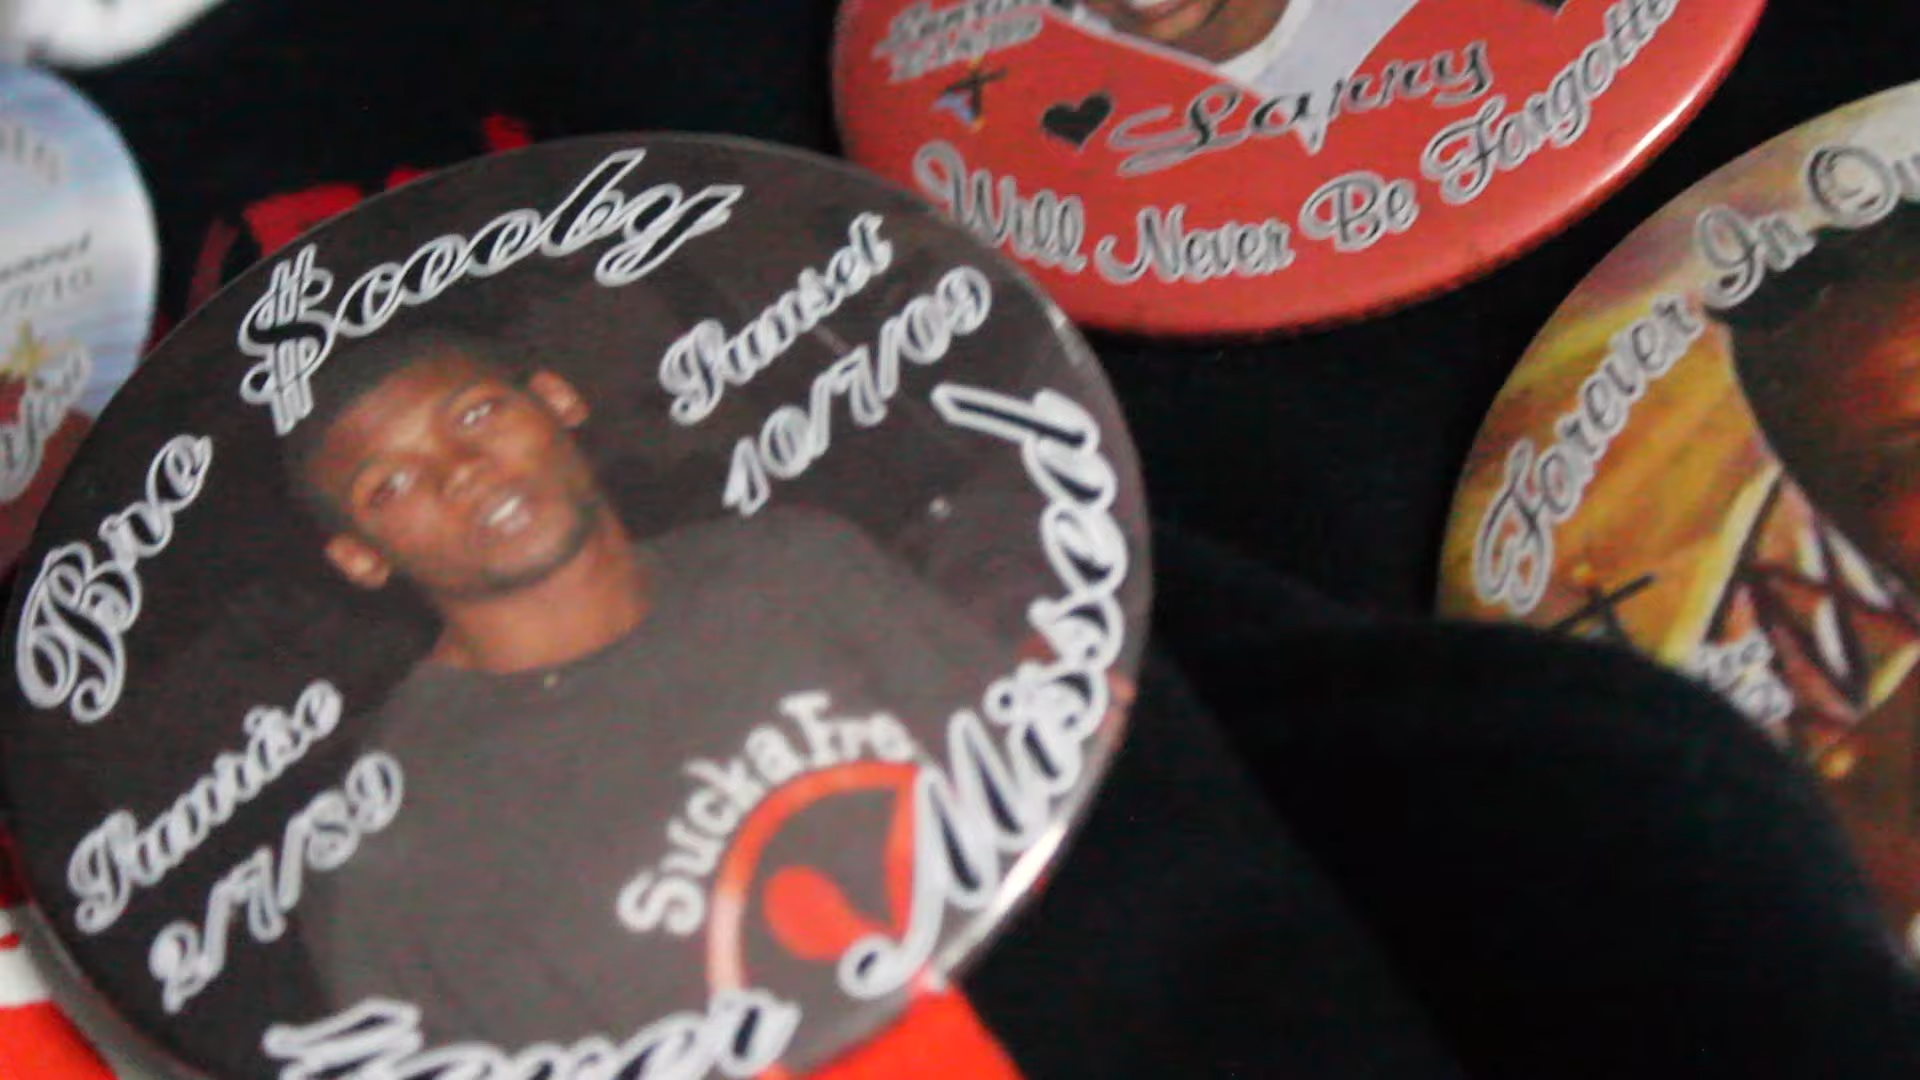 Bre $cooby
Sunset
10/7/09
Sunrise
2/7/89
Sucka Fre
Missed
Larry
Will Never Be Forgotte
Forever In Ou